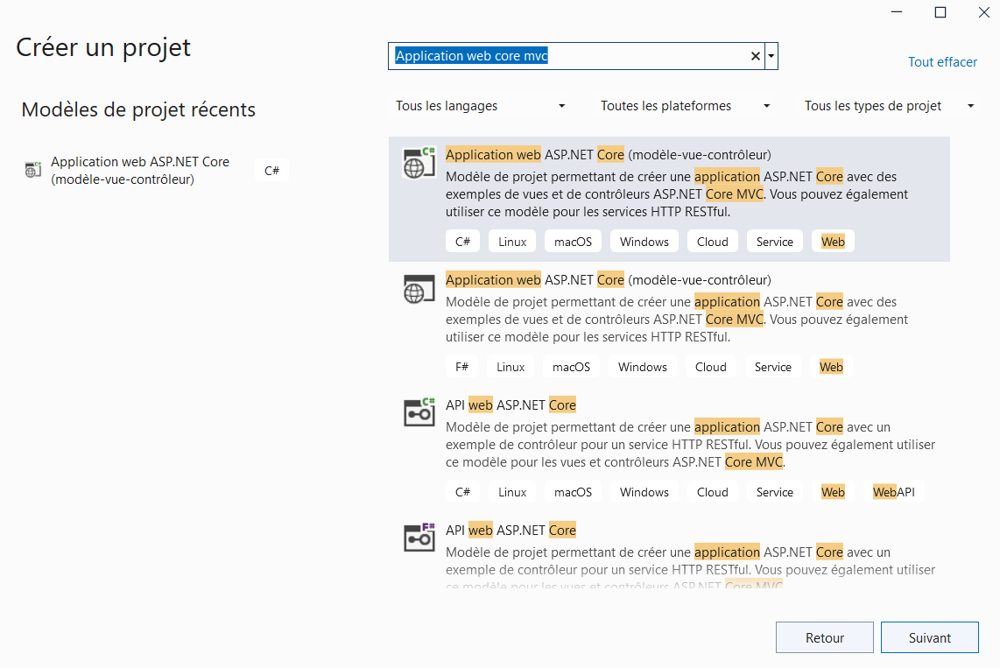 Créer un projet
Application web core mvc
Tout effacer
Modèles de projet récents
Tous les langages
Toutes les plateformes
Tous les types de projet
Application web ASP.NET Core
(modèle-vue-contrôleur)
C#
C#
Application web ASP.NET Core (modèle-vue-contrôleur)
Modèle de projet permettant de créer une application ASP.NET Core avec des
exemples de vues et de contrôleurs ASP.NET Core MVC. Vous pouvez également
utiliser ce modèle pour les services HTTP RESTful.
C# Linux macOS Windows Cloud Service Web
Application web ASP.NET Core (modèle-vue-contrôleur)
Modèle de projet permettant de créer une application ASP.NET Core avec des
exemples de vues et de contrôleurs ASP.NET Core MVC. Vous pouvez également
utiliser ce modèle pour les services HTTP RESTful.
F# Linux macOS Windows Cloud Service Web
C#
API web ASP.NET Core
Modèle de projet permettant de créer une application ASP.NET Core avec un
exemple de contrôleur pour un service HTTP RESTful. Vous pouvez également utiliser
ce modèle pour les vues et contrôleurs ASP.NET Core MVC.
C# Linux macOS Windows Cloud Service Web WebAPI
F#
API web ASP.NET Core
Modèle de projet permettant de créer une application ASP.NET Core avec un
exemple de contrôleur pour un service HTTP RESTful. Vous pouvez également utiliser
ce modèle pour les vues et contrôleurs ASP.NET Core MVC.
Retour
Suivant